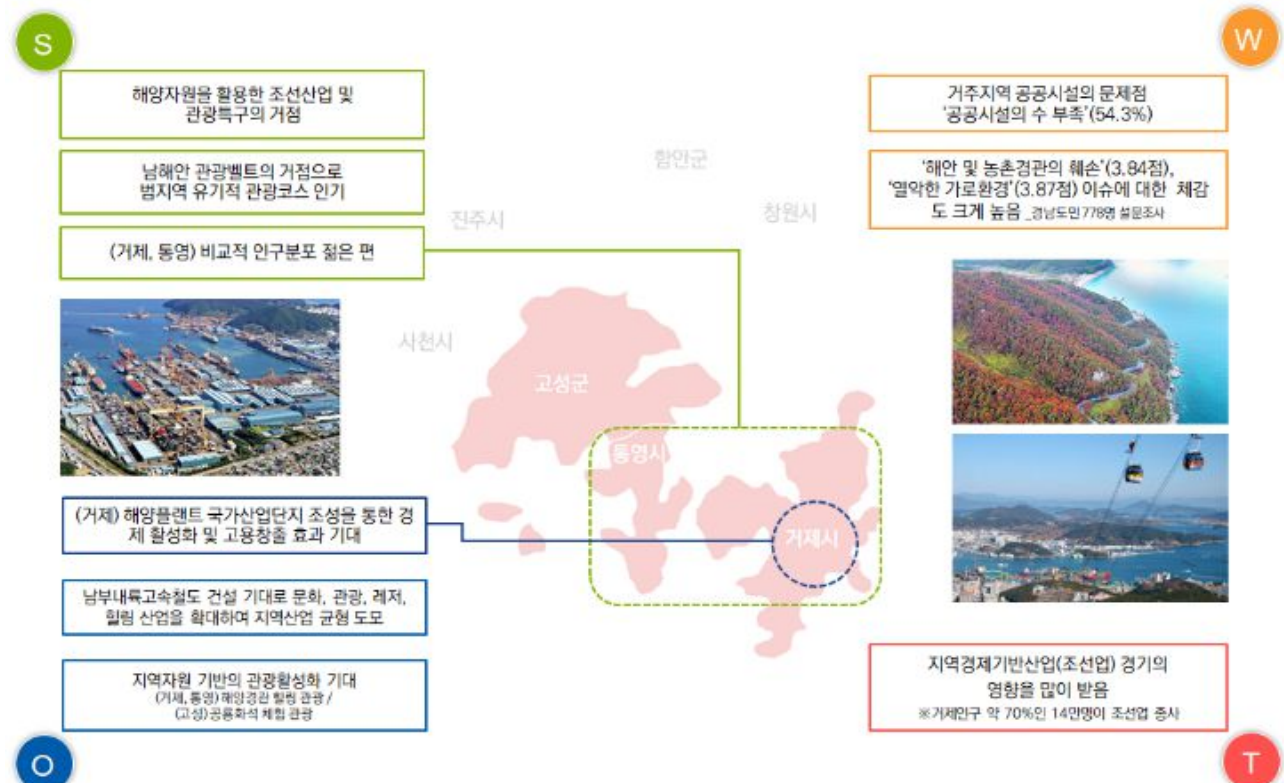 S
해양자원을 활용한 조선산업 및
관광특구의 거점
남해안 관광벨트의 거점으로
범지역 유기적 관광코스 인기
(거제, 통영) 비교적 인구분포 젊은 편
W
거주지역 공공시설의 문제점
'공공시설의 수 부족'(54.3%)
'해안 및 농촌경관의 훼손'(3.84점),
'열악한 가로환경'(3.87점) 이슈에 대한 체감
도 크게 높음 _경남도민 778명 설문조사
함안군
진주시
창원시
사천시
고성군
통영시
거제시
(거제) 해양플랜트 국가산업단지 조성을 통한 경
제 활성화 및 고용창출 효과 기대
남부내륙고속철도 건설 기대로 문화, 관광, 레저,
힐링 산업을 확대하여 지역산업 균형 도모
지역자원 기반의 관광활성화 기대
(거제, 통영) 해양경관 힐링 관광 /
(고성) 공룡화석 체험 관광
O
지역경제기반산업(조선업) 경기의
영향을 많이 받음
※거제인구 약 70%인 14만명이 조선업 종사
T